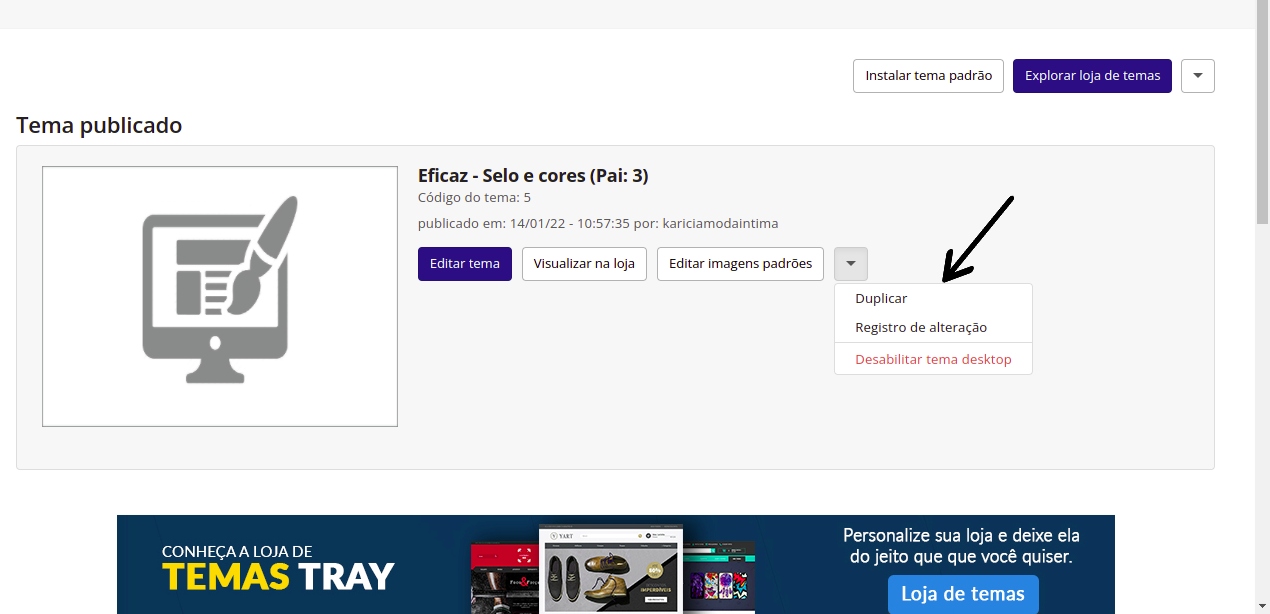 Instalar tema padrão
Explorar loja de temas
Tema publicado
Eficaz - Selo e cores (Pai: 3)
Código do tema: 5
publicado em: 14/01/22 - 10:57:35 por: kariciamodaintima
Editar tema
Visualizar na loja
Editar imagens padrões
Duplicar
Registro de alteração
Desabilitar tema desktop
CONHEÇA A LOJA DE
TEMAS TRAY
YART
80%
IMPERDÍVEIS
Personalize sua loja e deixe ela
do jeito que que você quiser.
Loja de temas